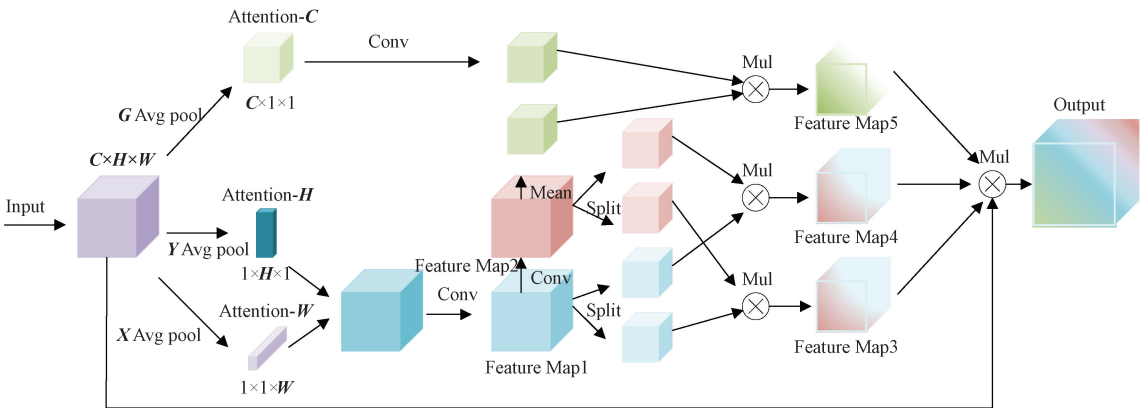 Attention-C
Conv
C×1×1
G Avg pool
Mul
Feature Map5
C×H×W
Input
Attention-H
Y Avg pool
1×H×1
Attention-W
X Avg pool
1×1×W
Conv
Feature Map2
Mean
Split
Conv
Split
Feature Map1
Mul
Feature Map4
Mul
Feature Map3
Mul
Output